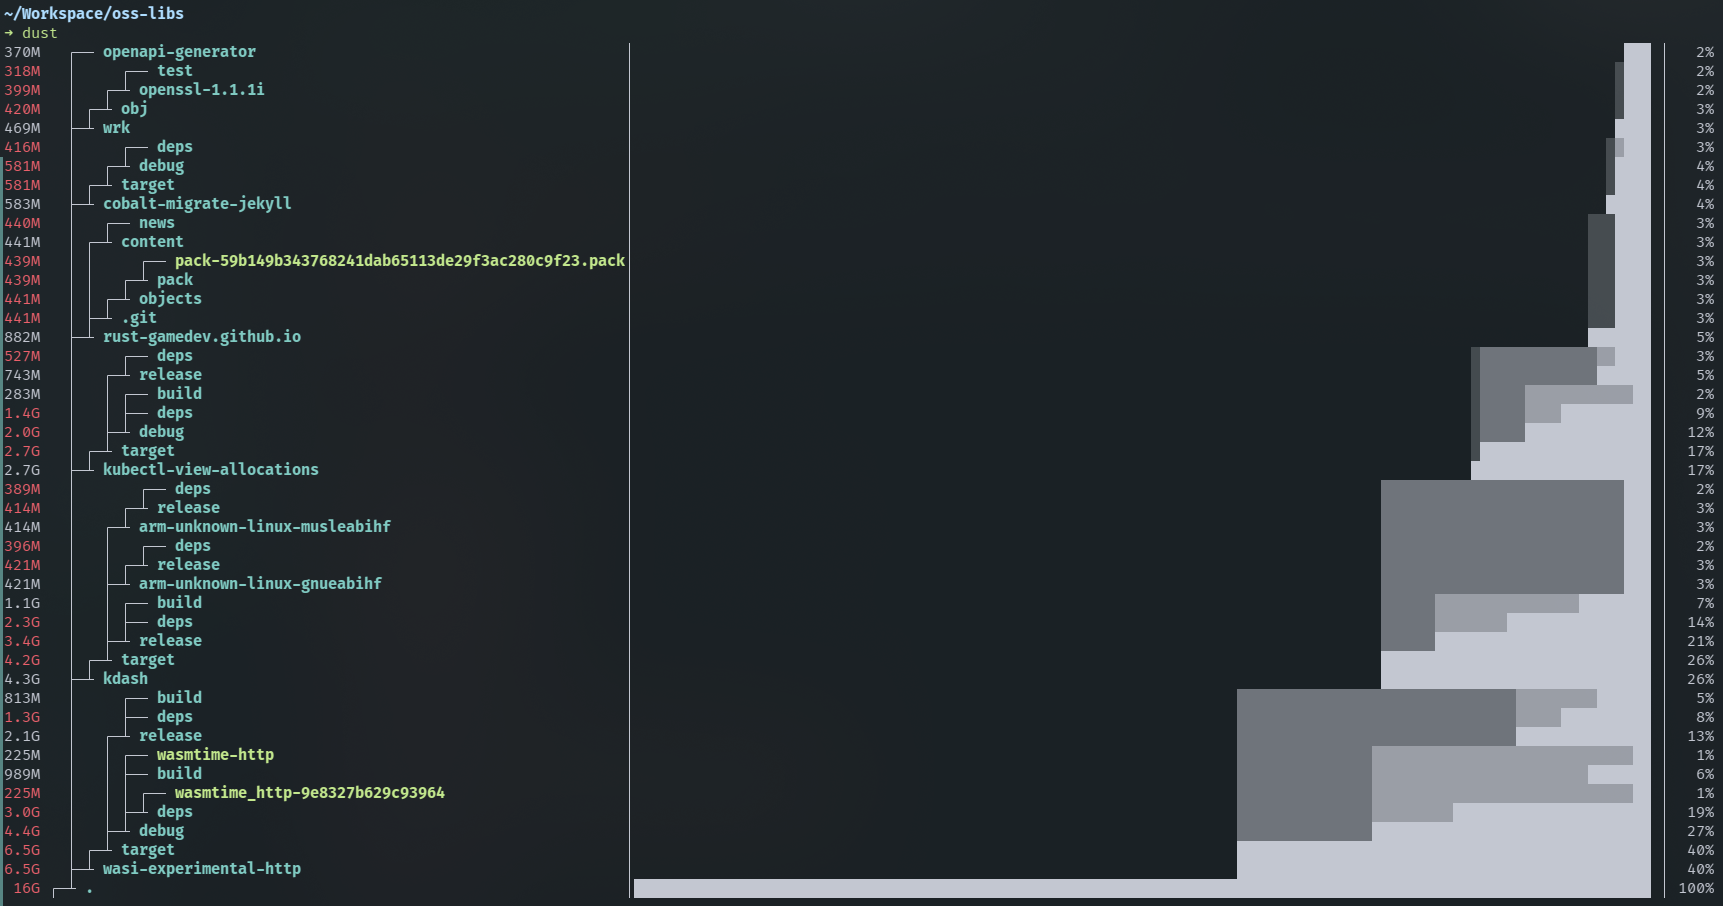 ~/Workspace/oss-libs
➜ dust
370M   ┌── openapi-generator 2%
318M   │     ┌── test 2%
399M   │   ┌─┴ openssl-1.1.1i 2%
420M   │ ┌─┴ obj 3%
469M   ├─┴ wrk 3%
416M   │     ┌── deps 3%
581M   │   ┌─┴ debug 4%
581M   │ ┌─┴ target 4%
583M   ├─┴ cobalt-migrate-jekyll 4%
440M   │   ┌── news 3%
441M   │ ┌─┴ content 3%
439M   │ │     ┌── pack-59b149b343768241dab65113de29f3ac280c9f23.pack 3%
439M   │ │   ┌─┴ pack 3%
441M   │ │ ┌─┴ objects 3%
441M   │ ├─┴ .git 3%
882M   ├─┴ rust-gamedev.github.io 5%
527M   │     ┌── deps 3%
743M   │   ┌─┴ release 5%
283M   │   │ ┌── build 2%
1.4G   │   │ ├── deps 9%
2.0G   │   ├─┴ debug 12%
2.7G   │ ┌─┴ target 17%
2.7G   ├─┴ kubectl-view-allocations 17%
389M   │       ┌── deps 2%
414M   │     ┌─┴ release 3%
414M   │   ┌─┴ arm-unknown-linux-musleabihf 3%
396M   │   │   ┌── deps 2%
421M   │   │ ┌─┴ release 3%
421M   │   ├─┴ arm-unknown-linux-gnueabihf 3%
1.1G   │   │ ┌── build 7%
2.3G   │   │ ├── deps 14%
3.4G   │   ├─┴ release 21%
4.2G   │ ┌─┴ target 26%
4.3G   ├─┴ kdash 26%
813M   │     ┌── build 5%
1.3G   │     ├── deps 8%
2.1G   │   ┌─┴ release 13%
225M   │   │ ┌── wasmtime-http 1%
989M   │   │ ├── build 6%
225M   │   │ │ ┌── wasmtime_http-9e8327b629c93964 1%
3.0G   │   │ ├─┴ deps 19%
4.4G   │   ├─┴ debug 27%
6.5G   │ ┌─┴ target 40%
6.5G   ├─┴ wasi-experimental-http 40%
16G ┌─┴ . 100%